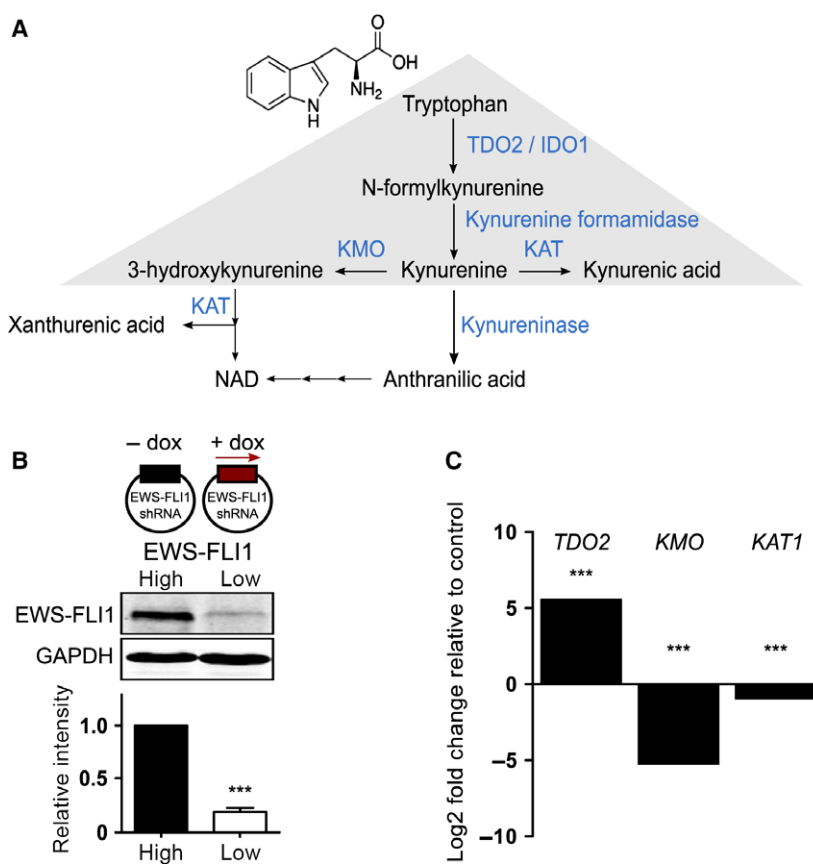 A
O
OH
NH2
N
H
Tryptophan
TDO2 / IDO1
N-formylkynurenine
Kynurenine formamidase
KMO
KAT
3-hydroxykynurenine
Kynurenine
Kynurenic acid
KAT
Xanthurenic acid
Kynureninase
NAD
Anthranilic acid
B
– dox
+ dox
EWS-FLI1
shRNA
EWS-FLI1
shRNA
EWS-FLI1
High
Low
EWS-FLI1
GAPDH
Relative intensity
1.0
0.5
0
***
High
Low
C
Log2 fold change relative to control
10
5
0
–5
–10
TDO2
KMO
KAT1
***
***
***